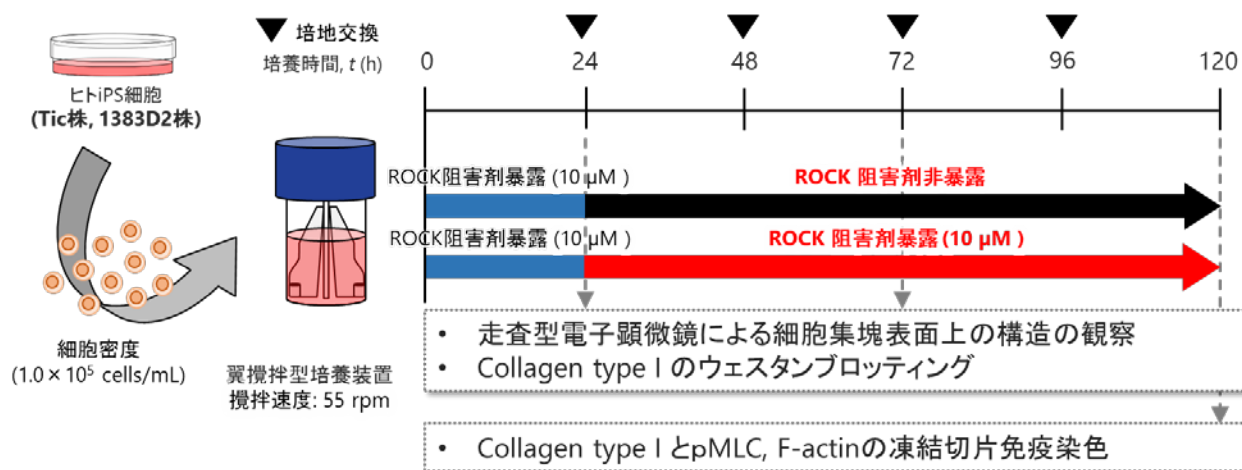 ▼ 培地交換
培養時間, t (h)
0 24 48 72 96 120
ヒトiPS細胞
(Tic株, 1383D2株)
ROCK阻害剤暴露 (10 μM )
ROCK 阻害剤非暴露
ROCK阻害剤暴露 (10 μM )
ROCK 阻害剤暴露 (10 μM )
細胞密度
(1.0×10⁵ cells/mL)
翼攪拌型培養装置
攪拌速度: 55 rpm
• 走査型電子顕微鏡による細胞集塊表面上の構造の観察
• Collagen type I のウェスタンブロッティング
• Collagen type I とpMLC, F-actinの凍結切片免疫染色